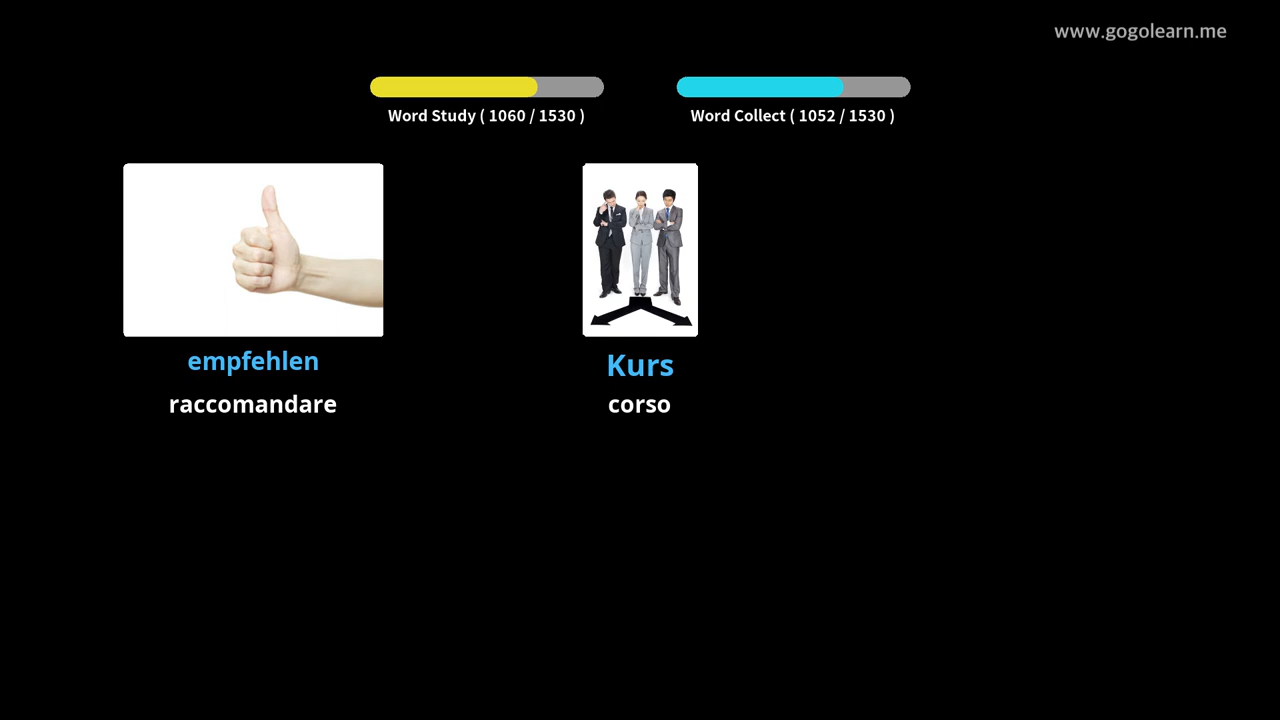 www.gogolearn.me
Word Study ( 1060 / 1530 )
Word Collect ( 1052 / 1530 )
empfehlen
raccomandare
Kurs
corso